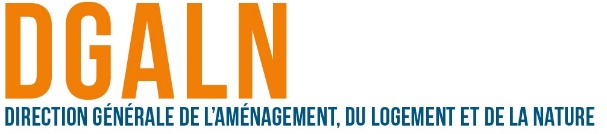 DGALN
DIRECTION GÉNÉRALE DE L'AMÉNAGEMENT, DU LOGEMENT ET DE LA NATURE